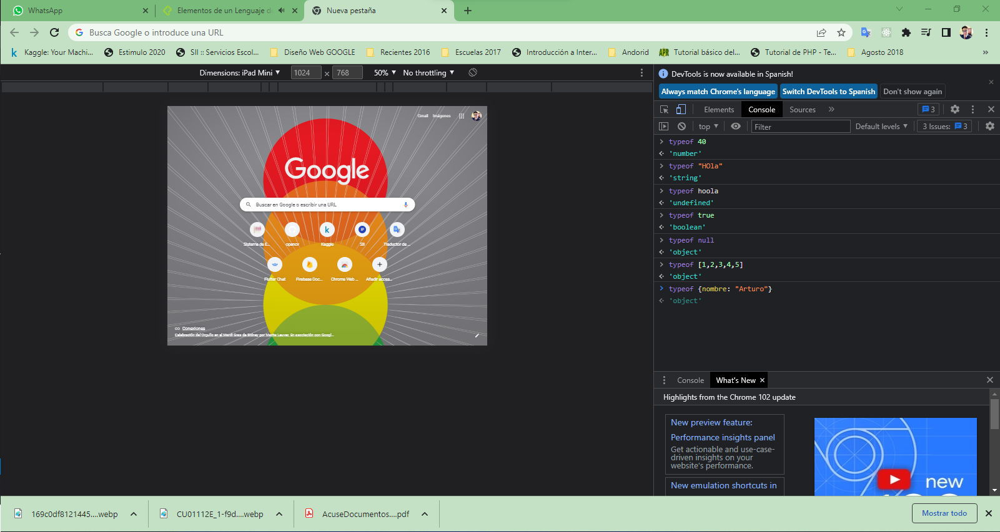 WhatsApp
Elementos de un Lenguaje de
Nueva pestaña
Busca Google o introduce una URL
Kaggle: Your Machi...
Estimulo 2020
SII :: Servicios Escol...
Diseño Web GOOGLE
Recientes 2016
Escuelas 2017
Introducción a Inter...
Andorid
Tutorial básico del...
Tutorial de PHP - Te...
Agosto 2018
»
Dimensions: iPad Mini ▼ 1024 × 768 50% ▼ No throttling ▼
DevTools is now available in Spanish!
Always match Chrome's language
Switch DevTools to Spanish
Don't show again
Elements Console Sources » 3
top ▼ Filter Default levels ▼ 3 Issues: 3
typeof 40
'number'
typeof "HOla"
'string'
typeof hoola
'undefined'
typeof true
'boolean'
typeof null
'object'
typeof [1,2,3,4,5]
'object'
typeof {nombre: "Arturo"}
'object'
Gmail Imágenes
Google
Buscar en Google o escribir una URL
Sistema de E...
opencir
k
Kaggle
SII
Traductor de ...
Flutter Chat
Firebase Doc...
Chrome Web ...
Añadir acces...
Conexiones
Celebración del Orgullo en el Mardi Gras de Sídney por
En asociación con Googl...
Console What's New ×
Highlights from the Chrome 102 update
New preview feature:
Performance insights panel
Get actionable and use-case-
driven insights on your
website's performance.
New emulation shortcuts in
new
169c0df8121445....webp
CU01112E_1-f9d....webp
AcuseDocumentos....pdf
Mostrar todo